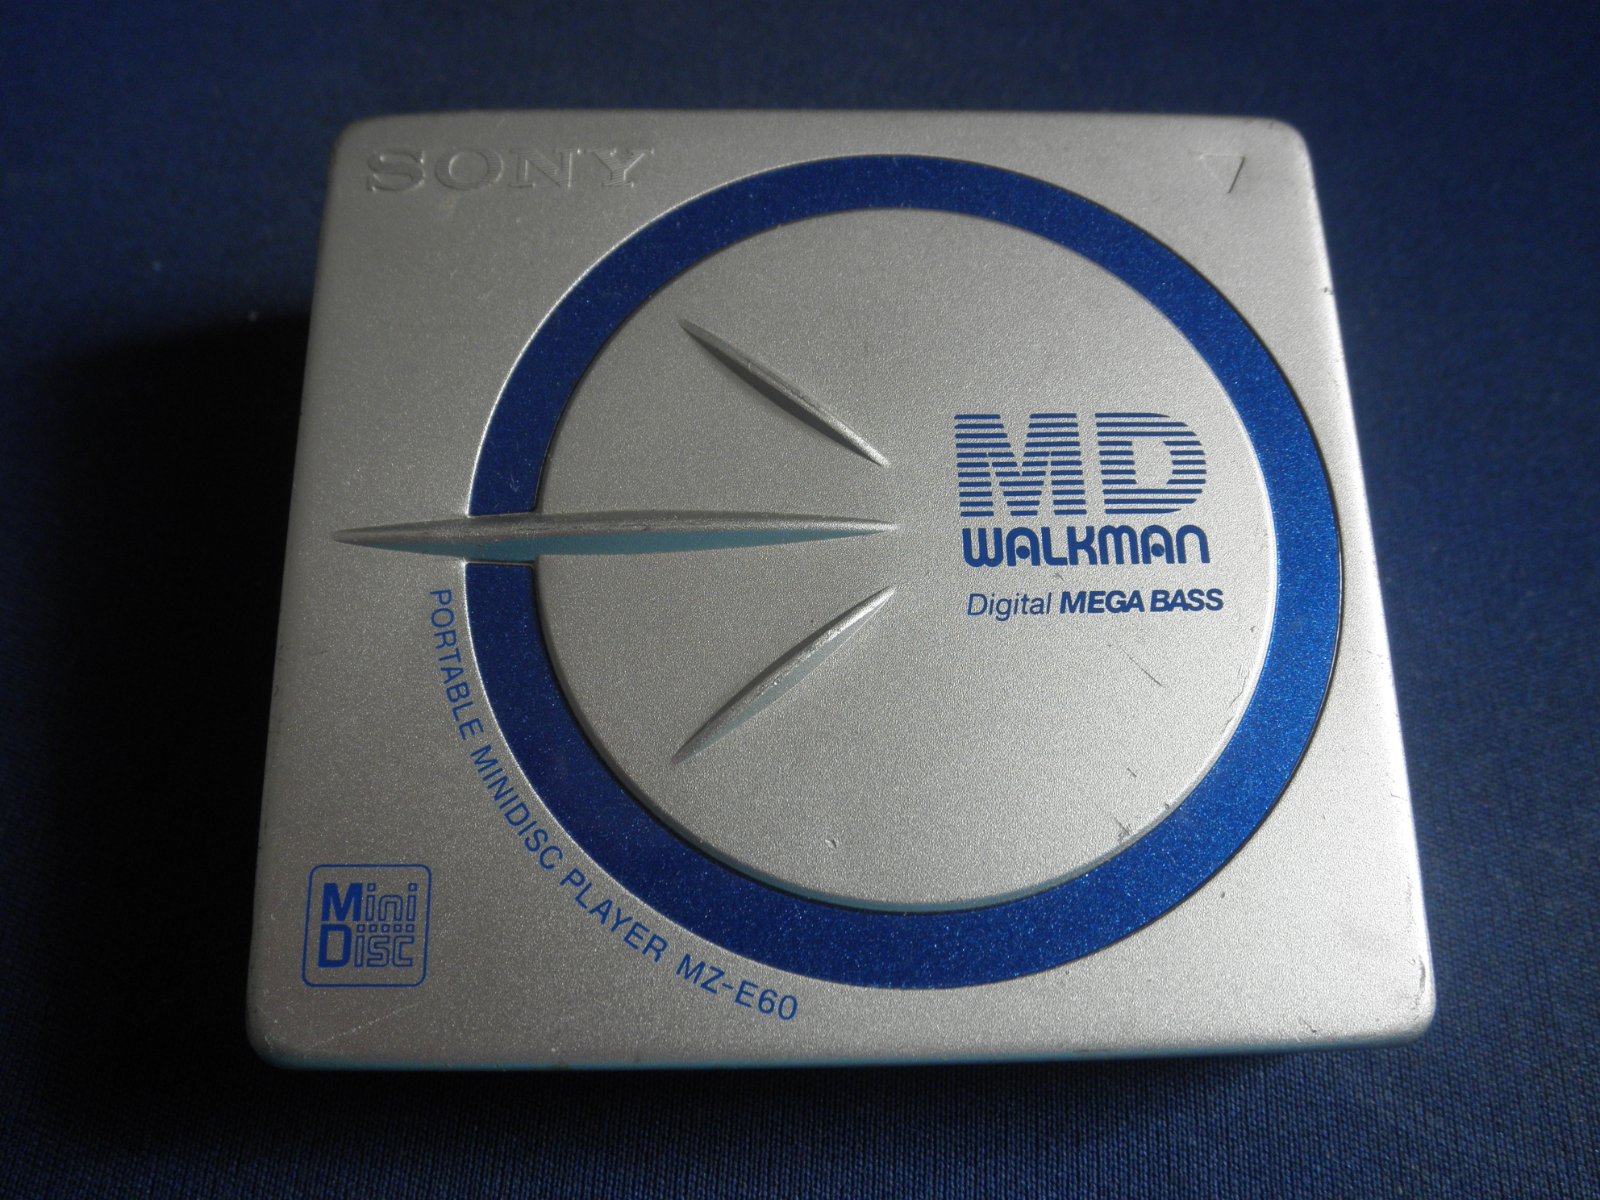 SONY
MD
WALKMAN
Digital MEGA BASS
PORTABLE MINIDISC PLAYER MZ-E60
Mini
Disc